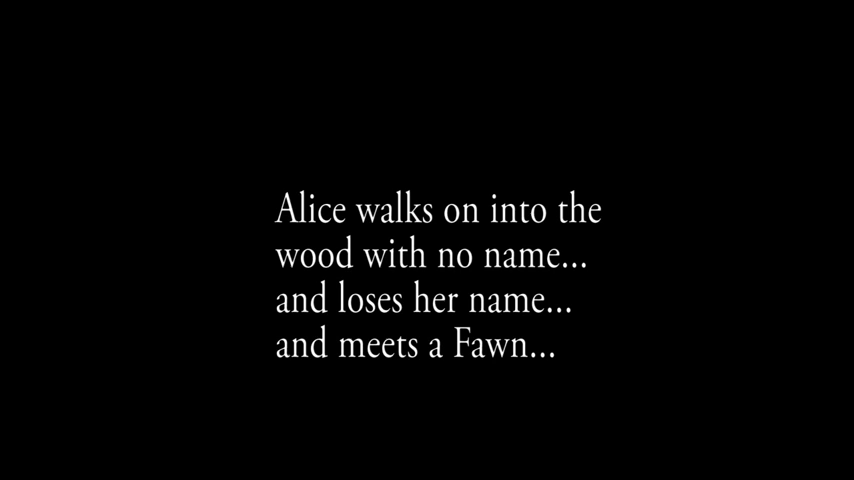 Alice walks on into the
wood with no name...
and loses her name...
and meets a Fawn...